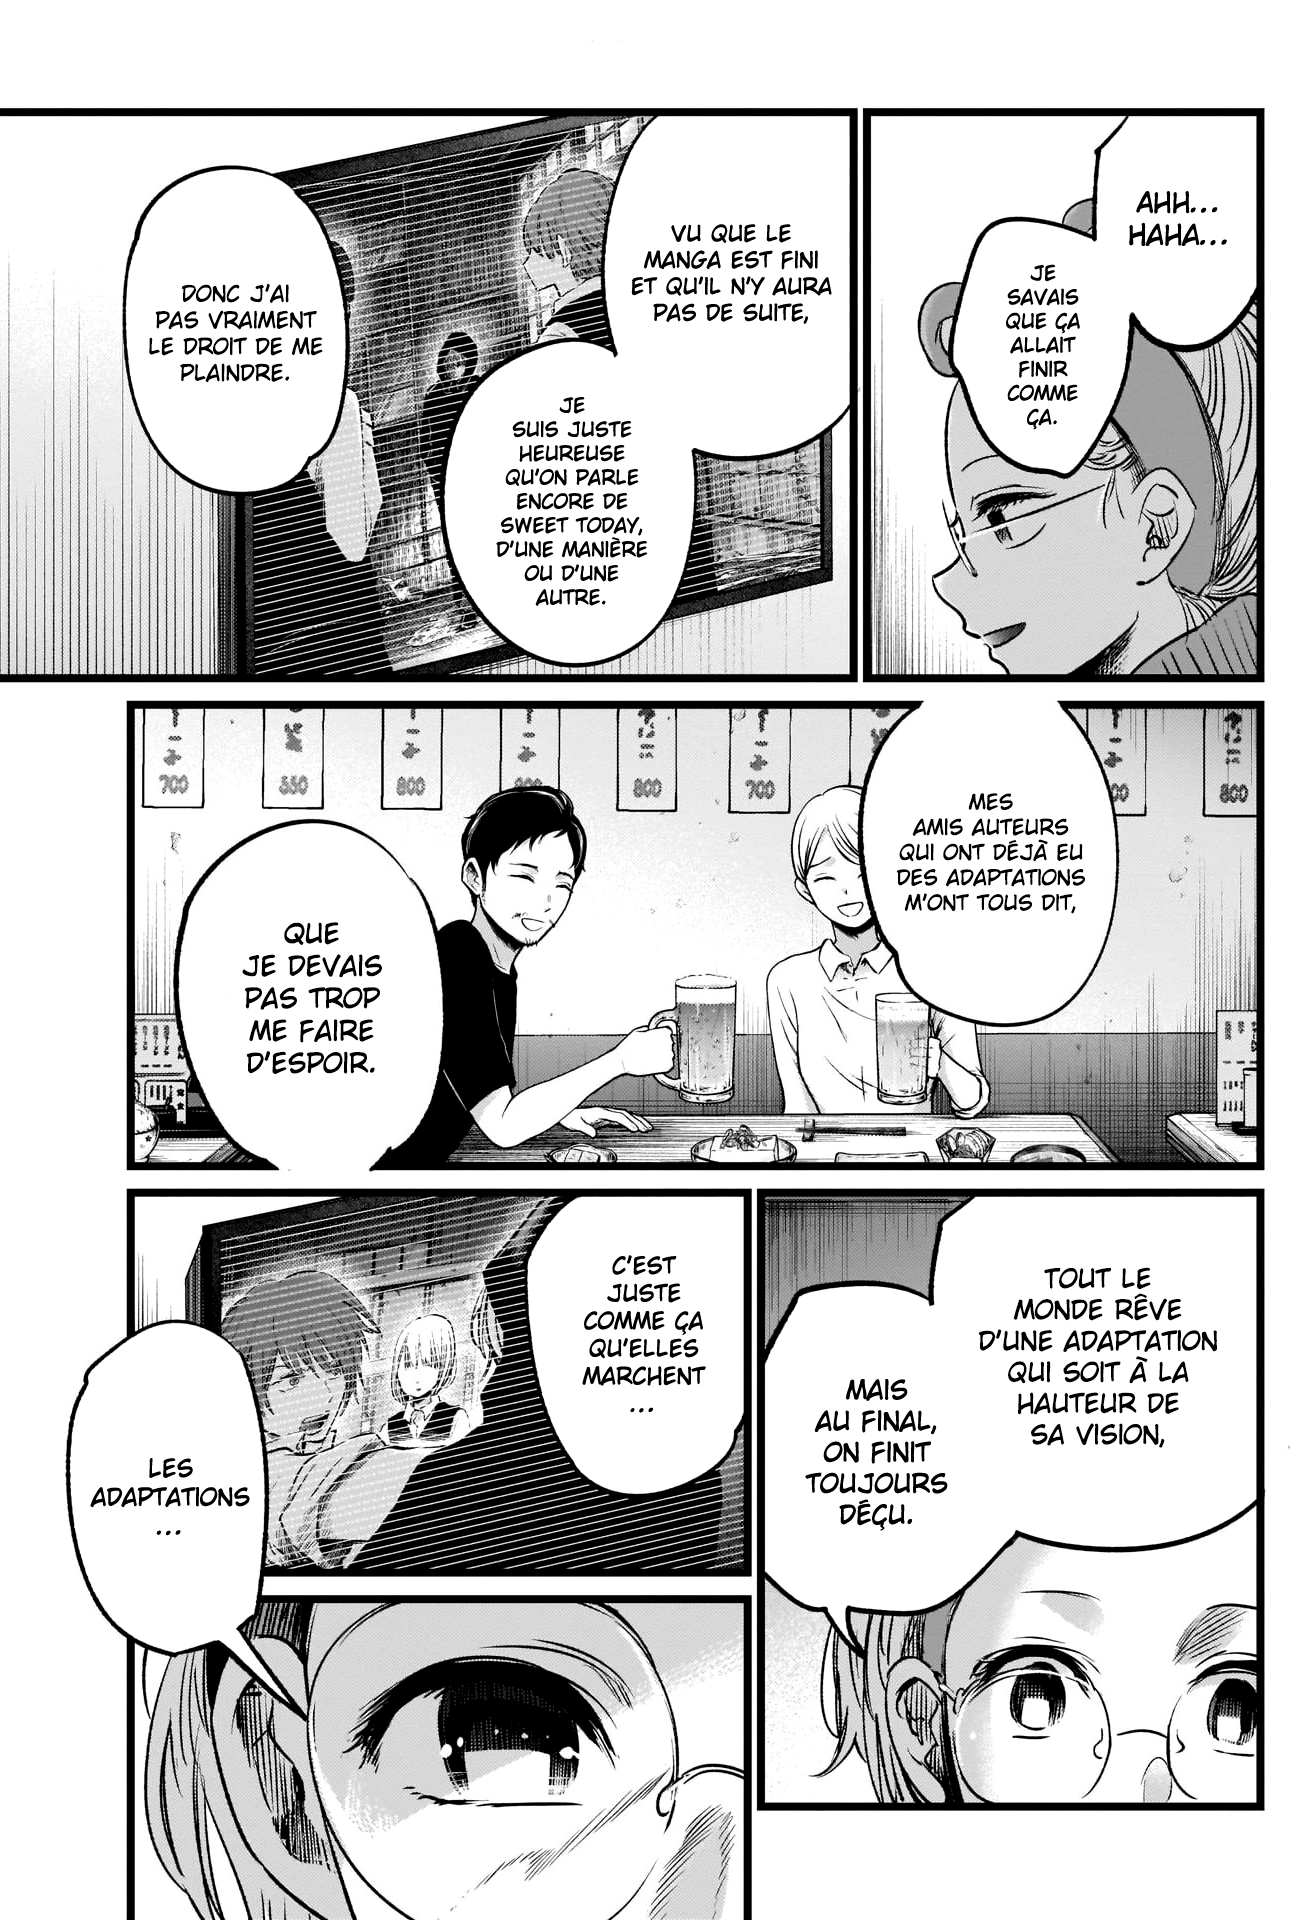 AHH...
HAHA...
JE
SAVAIS
QUE ÇA
ALLAIT
FINIR
COMME
ÇA.
VU QUE LE
MANGA EST FINI
ET QU'IL N'Y AURA
PAS DE SUITE,
JE
SUIS JUSTE
HEUREUSE
QU'ON PARLE
ENCORE DE
SWEET TODAY,
D'UNE MANIÈRE
OU D'UNE
AUTRE.
DONC J'AI
PAS VRAIMENT
LE DROIT DE ME
PLAINDRE.
700
550
800
800
700
800
MES
AMIS AUTEURS
QUI ONT DÉJÀ EU
DES ADAPTATIONS
M'ONT TOUS DIT,
QUE
JE DEVAIS
PAS TROP
ME FAIRE
D'ESPOIR.
TOUT LE
MONDE RÊVE
D'UNE ADAPTATION
QUI SOIT À LA
HAUTEUR DE
SA VISION,
MAIS
AU FINAL,
ON FINIT
TOUJOURS
DÉÇU.
C'EST
JUSTE
COMME ÇA
QU'ELLES
MARCHENT
...
LES
ADAPTATIONS
...